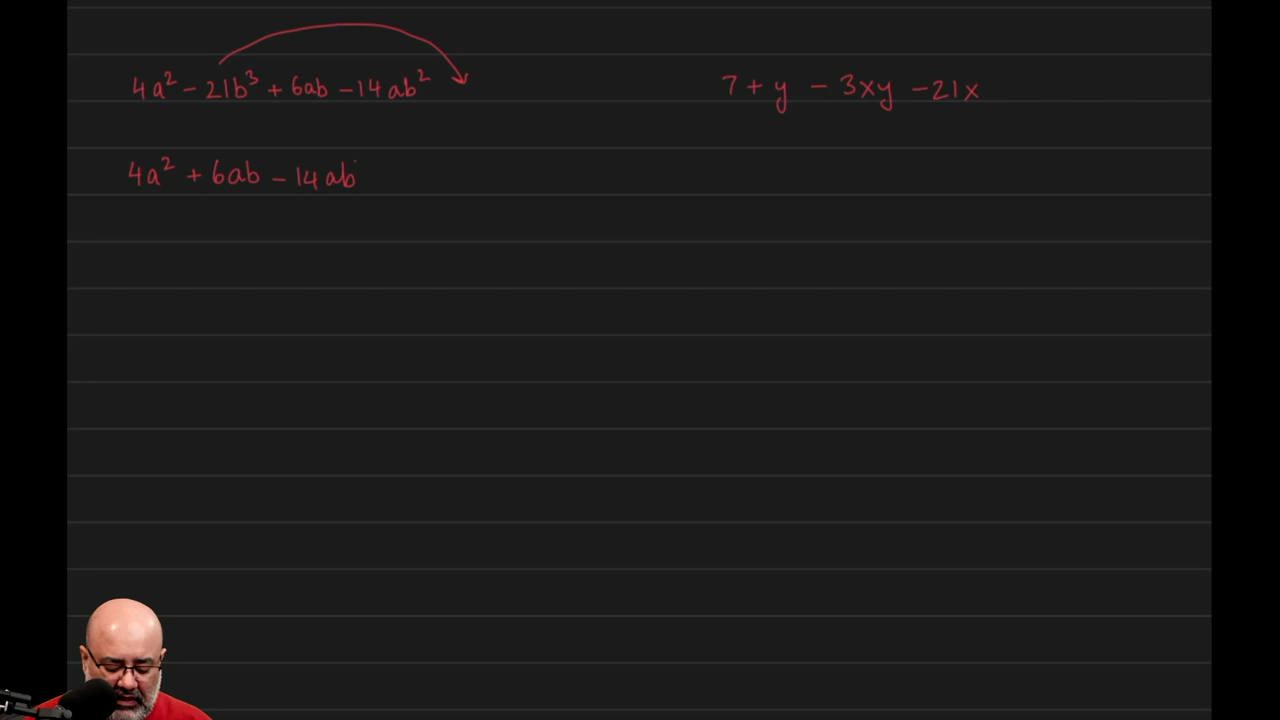 4a² - 21b³ + 6ab - 14ab²
7 + y - 3xy - 21x
4a² + 6ab - 14ab